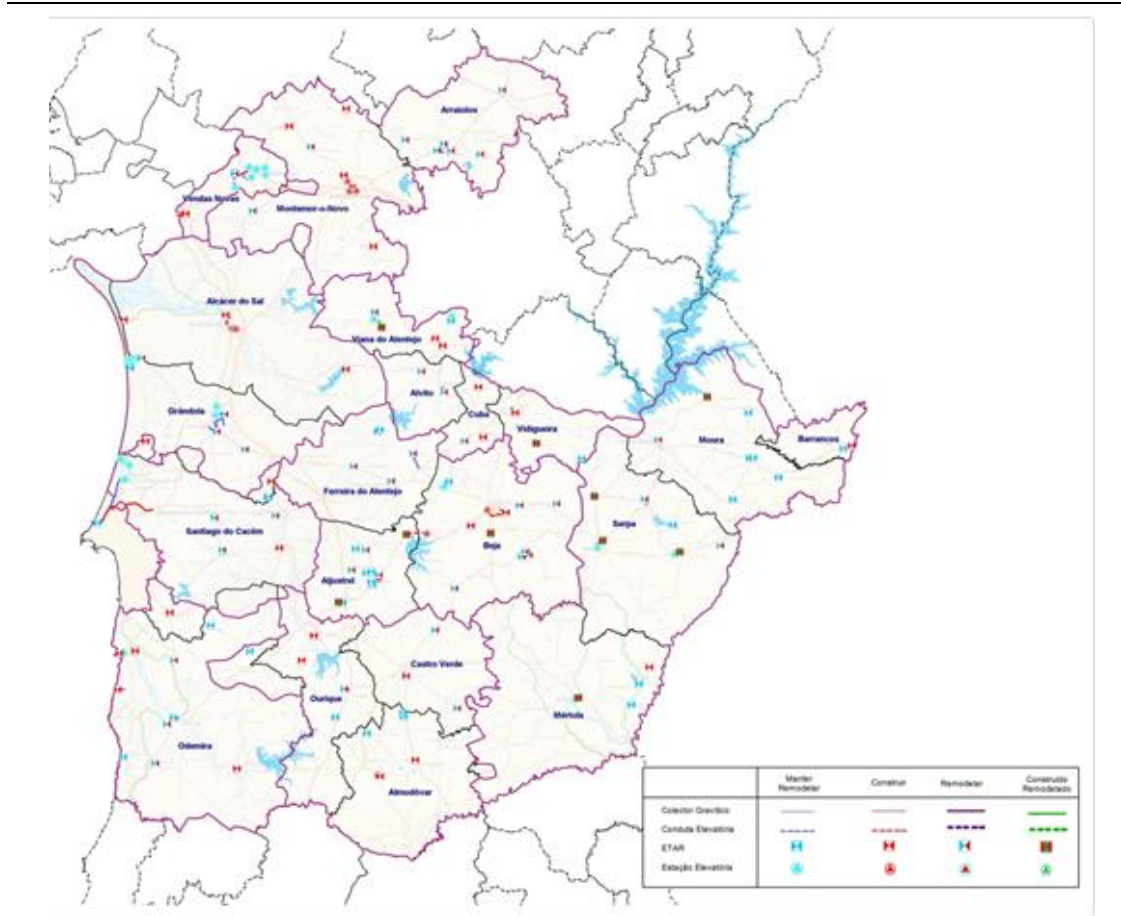 Arraiolos
Vendas Novas
Montemor-o-Novo
Alcácer do Sal
Viana do Alentejo
Alvito
Grândola
Cuba
Vidigueira
Moura
Barrancos
Ferreira do Alentejo
Santiago do Cacém
Serpa
Beja
Aljustrel
Castro Verde
Ourique
Mértola
Odemira
Almodôvar
Manter Remodelar
Construir
Remodelar
Construído Remodelado
Colector Gravítico
Conduta Elevatória
ETAR
Estação Elevatória